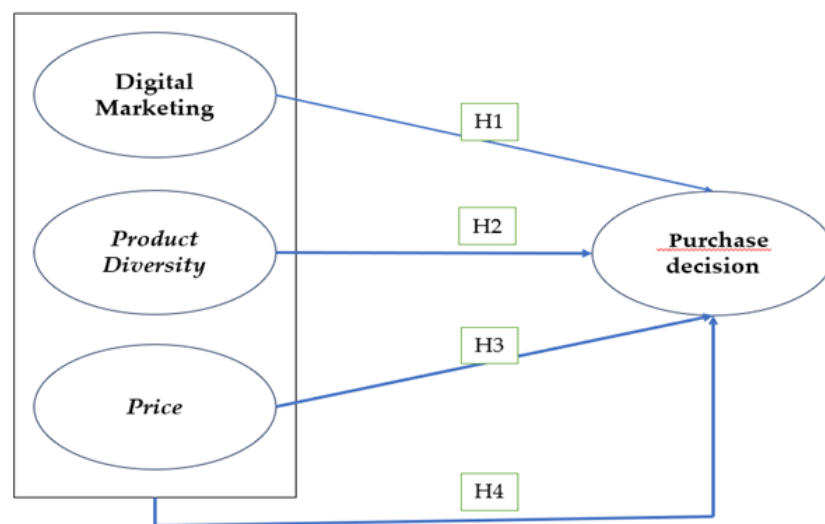 Digital
Marketing
H1
Product
Diversity
H2
Purchase
decision
H3
Price
H4